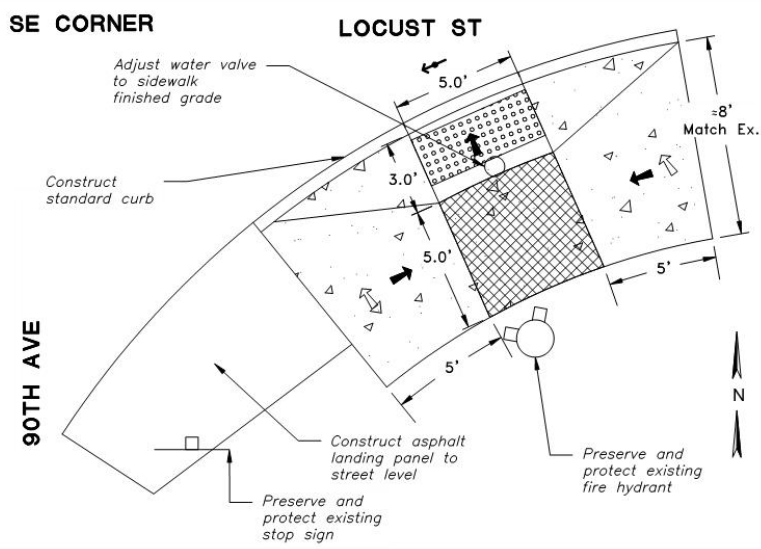 SE CORNER
LOCUST ST
Adjust water valve
to sidewalk
finished grade
5.0'
≈8'
Match Ex.
Construct
standard curb
3.0'
5.0'
5'
5'
90TH AVE
N
Construct asphalt
landing panel to
street level
Preserve and
protect existing
fire hydrant
Preserve and
protect existing
stop sign